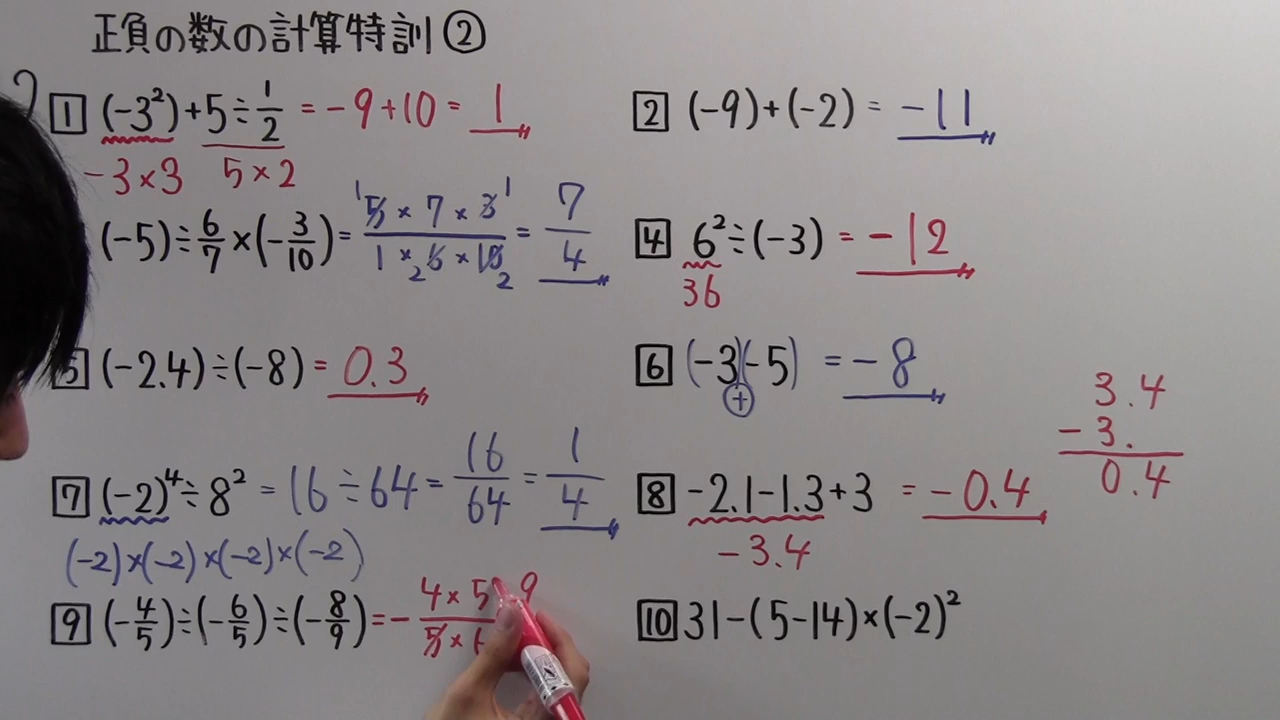 正負の数の計算特訓②
1 (-3²)+5÷1/2 = -9+10 = 1
-3×3 5×2
2 (-9)+(-2) = -11
(-5)÷6/7×(-3/10) = 5×7×3/1×6×10 = 7/4
1 1 2 2
4 6²÷(-3) = -12
36
5 (-2.4)÷(-8) = 0.3
6 (-3)(-5) = -8
+
7 (-2)⁴÷8² = 16÷64 = 16/64 = 1/4
(-2)×(-2)×(-2)×(-2)
8 -2.1-1.3+3 = -0.4
-3.4
3.4
-3.
0.4
9 (-4/5)÷(-6/5)÷(-8/9) = - 4×5 9/5×
10 31-(5-14)×(-2)²